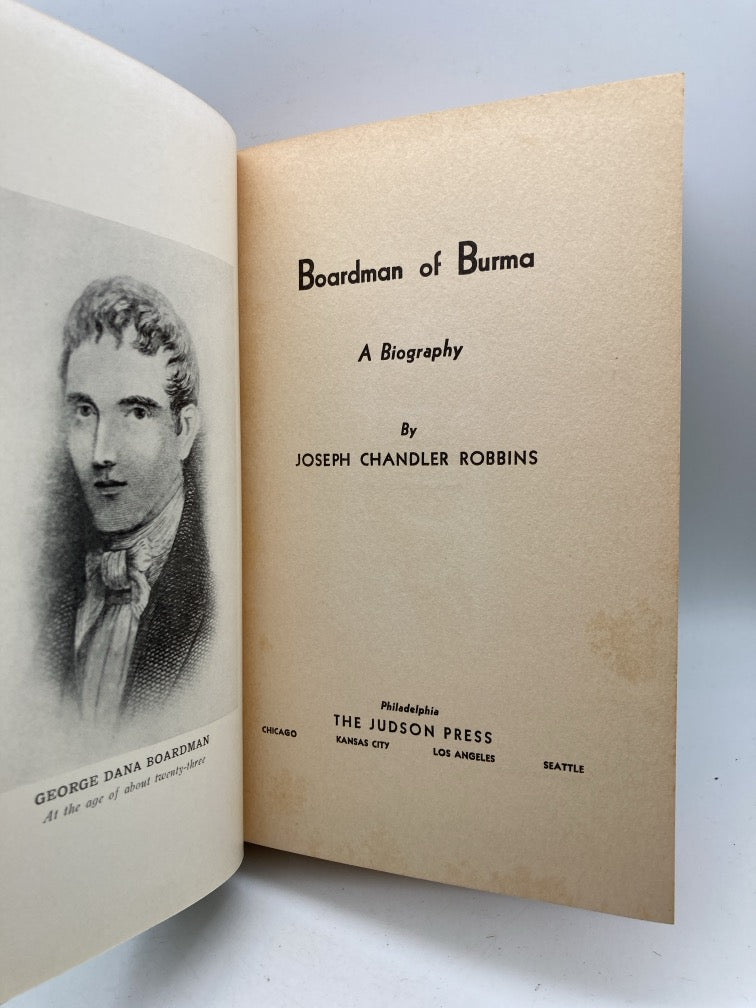 GEORGE DANA BOARDMAN
At the age of about twenty-three
Boardman of Burma
A Biography
By
JOSEPH CHANDLER ROBBINS
Philadelphia
THE JUDSON PRESS
CHICAGO KANSAS CITY LOS ANGELES SEATTLE